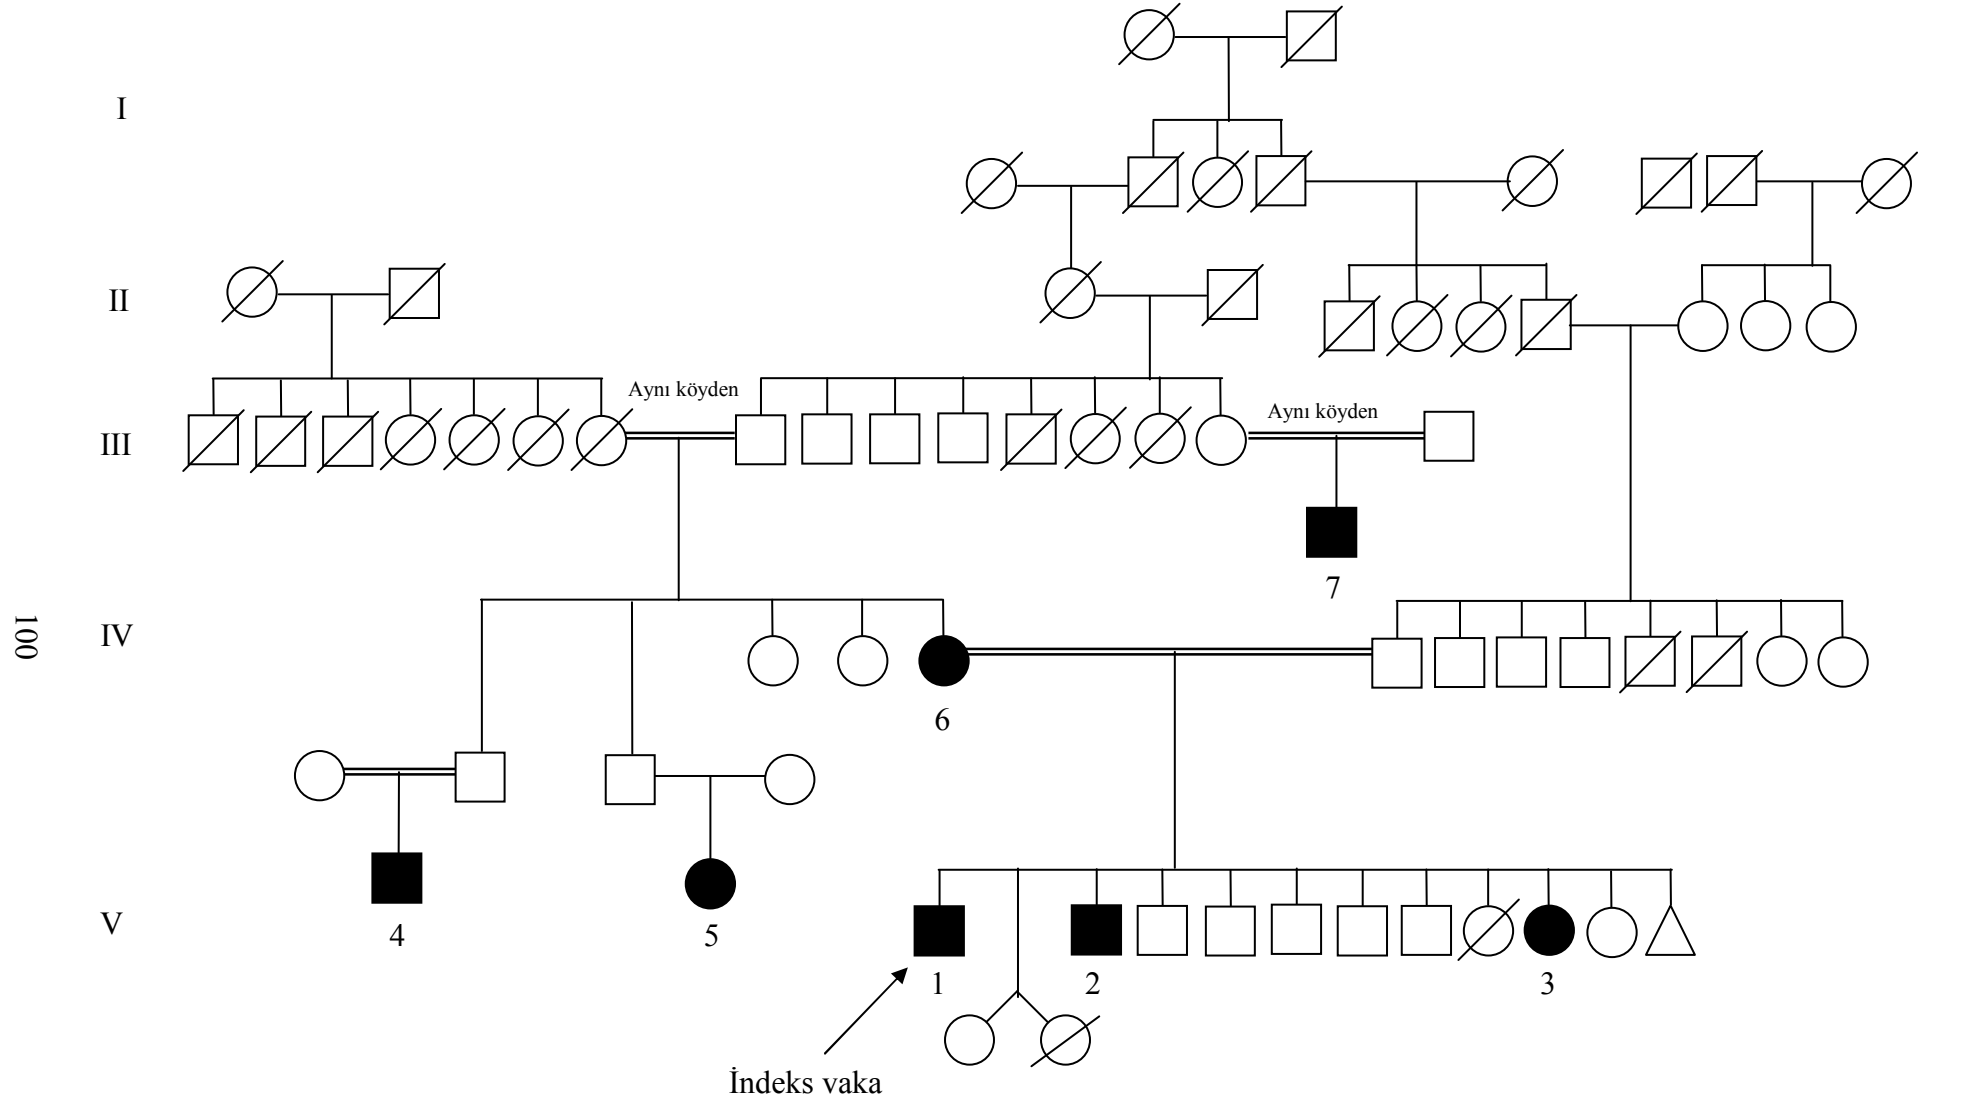 I
II
Aynı köyden
Aynı köyden
III
7
IV
100
6
4
5
V
1
2
3
İndeks vaka